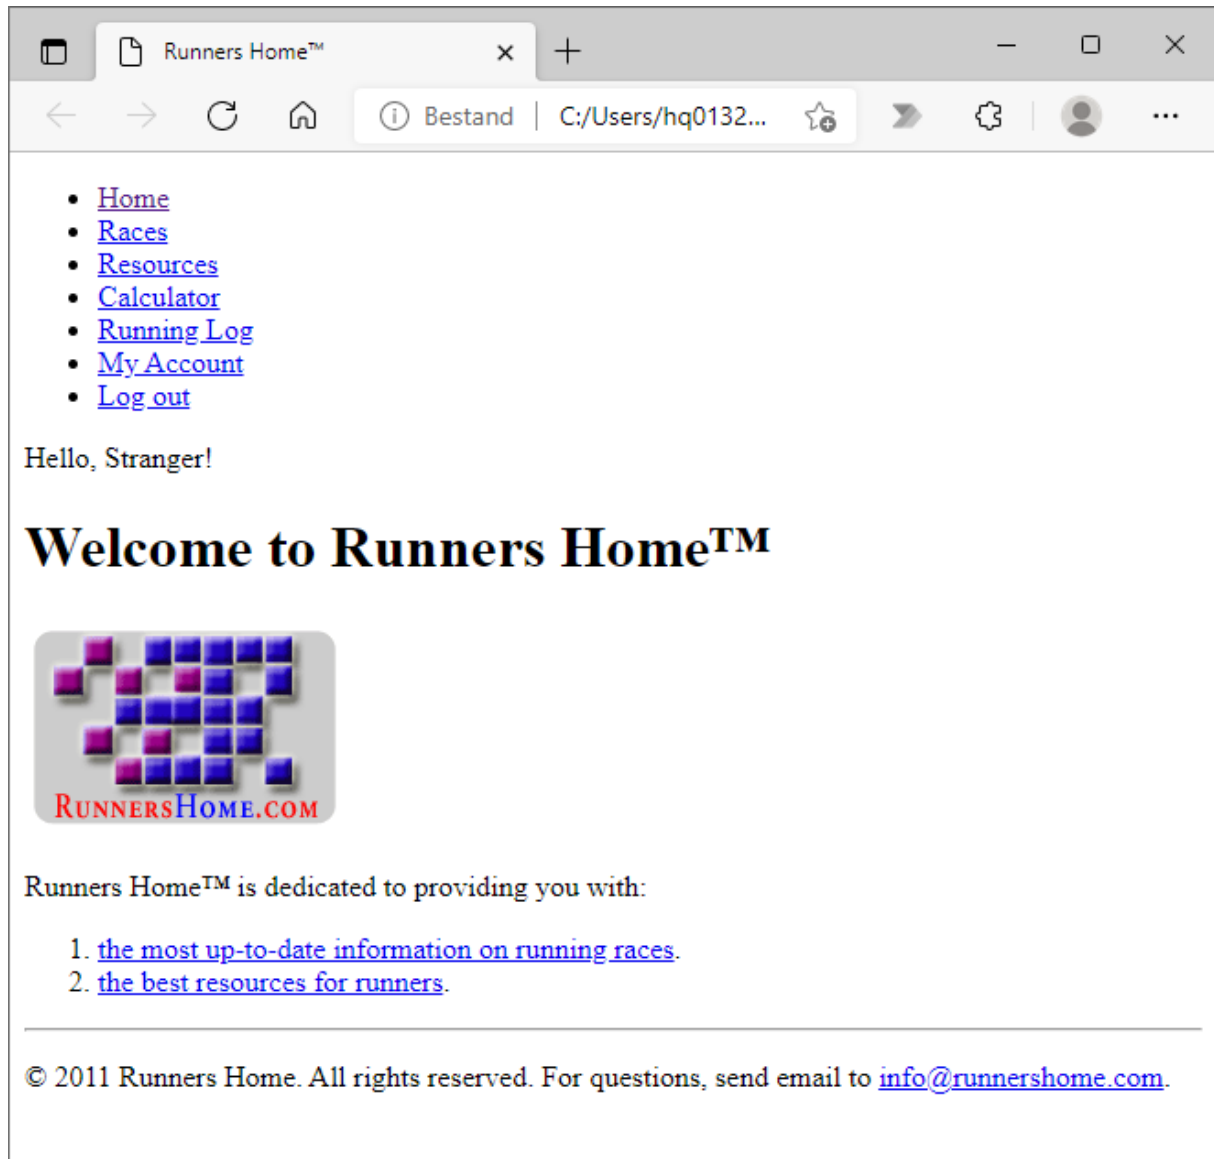 Runners Home™
Bestand | C:/Users/hq0132...
Home
Races
Resources
Calculator
Running Log
My Account
Log out
Hello, Stranger!
Welcome to Runners Home™
RUNNERSHOME.COM
Runners Home™ is dedicated to providing you with:
1. the most up-to-date information on running races.
2. the best resources for runners.
© 2011 Runners Home. All rights reserved. For questions, send email to info@runnershome.com.